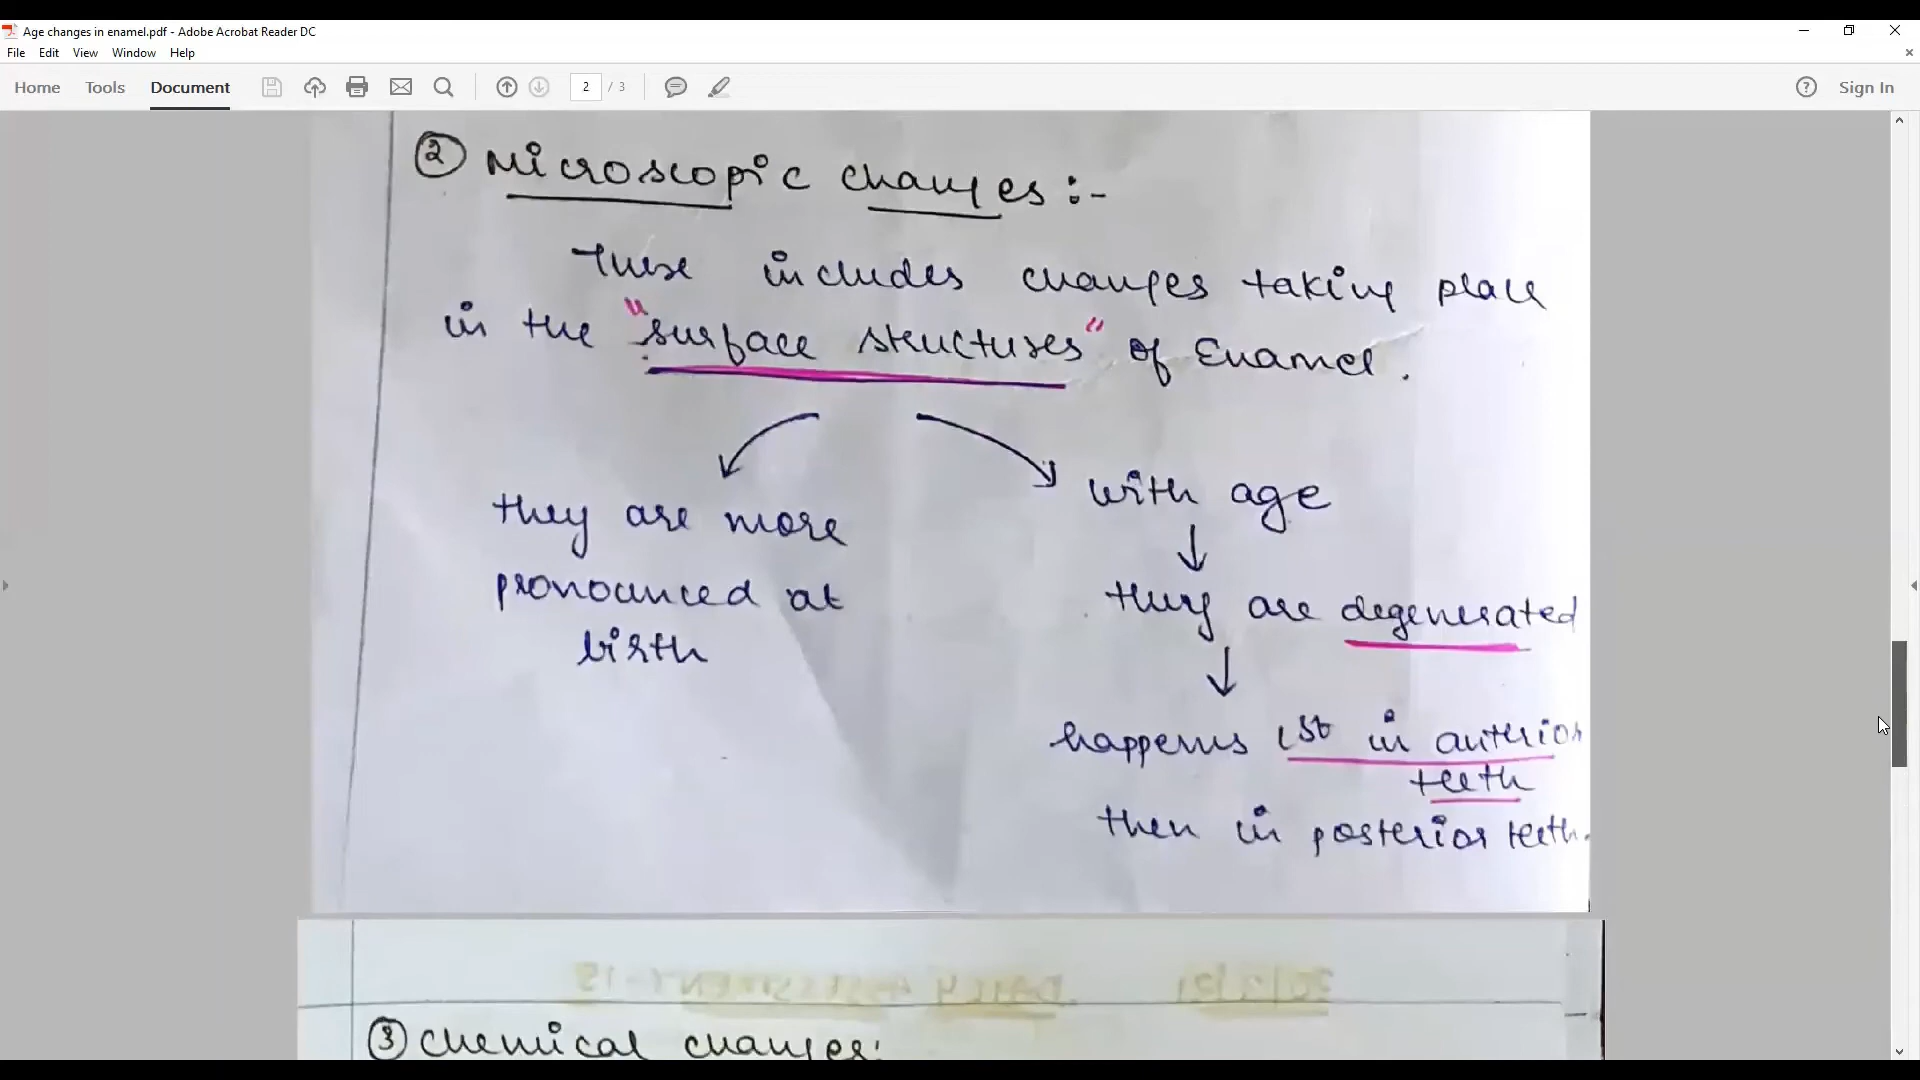 Age changes in enamel.pdf - Adobe Acrobat Reader DC
File Edit View Window Help
Home Tools Document 2 / 3 Sign In
② Microscopic changes :-
These includes changes taking place
in the "surface structures" of Enamel.
they are more
pronounced at
birth
with age
they are degenerated
happens 1st in anterior
teeth
then in posterior teeth.
③ chemical changes: